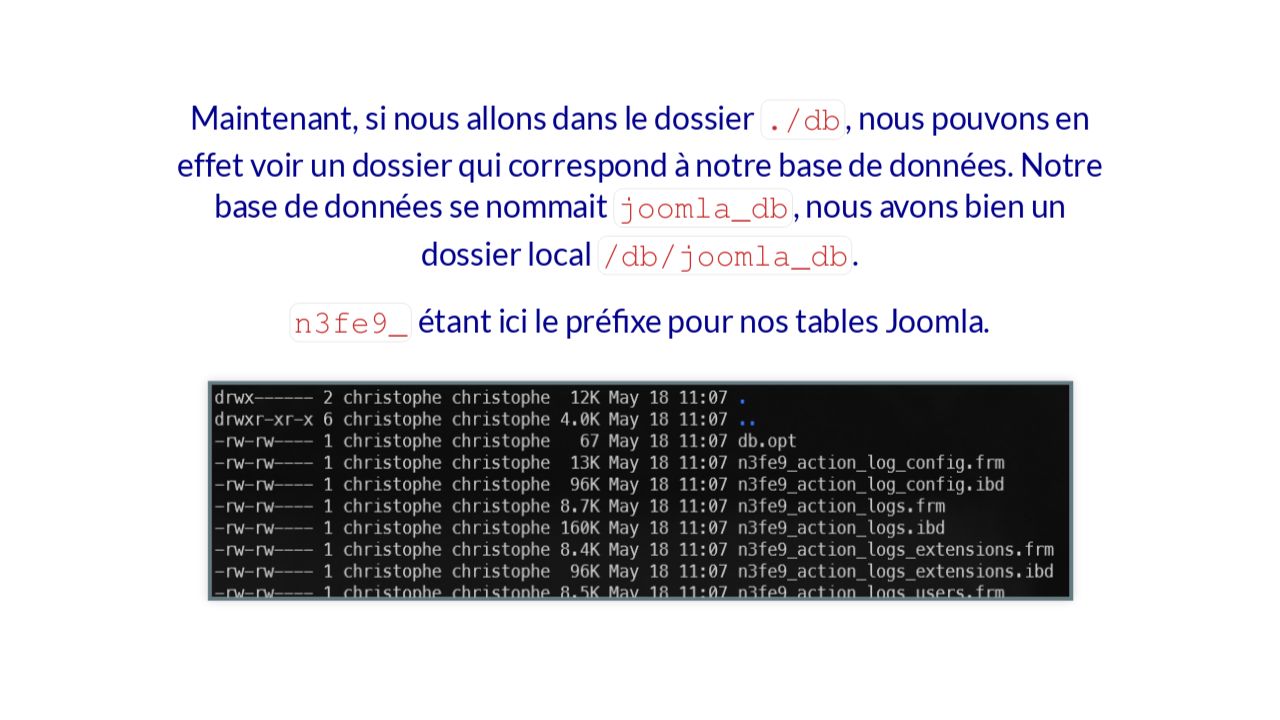 Maintenant, si nous allons dans le dossier ./db, nous pouvons en
effet voir un dossier qui correspond à notre base de données. Notre
base de données se nommait joomla_db, nous avons bien un
dossier local /db/joomla_db.
n3fe9_ étant ici le préfixe pour nos tables Joomla.
drwx------ 2 christophe christophe  12K May 18 11:07 .
drwxr-xr-x 6 christophe christophe 4.0K May 18 11:07 ..
-rw-rw---- 1 christophe christophe   67 May 18 11:07 db.opt
-rw-rw---- 1 christophe christophe  13K May 18 11:07 n3fe9_action_log_config.frm
-rw-rw---- 1 christophe christophe  96K May 18 11:07 n3fe9_action_log_config.ibd
-rw-rw---- 1 christophe christophe 8.7K May 18 11:07 n3fe9_action_logs.frm
-rw-rw---- 1 christophe christophe 160K May 18 11:07 n3fe9_action_logs.ibd
-rw-rw---- 1 christophe christophe 8.4K May 18 11:07 n3fe9_action_logs_extensions.frm
-rw-rw---- 1 christophe christophe  96K May 18 11:07 n3fe9_action_logs_extensions.ibd
-rw-rw---- 1 christophe christophe 8.5K May 18 11:07 n3fe9_action_logs_users.frm